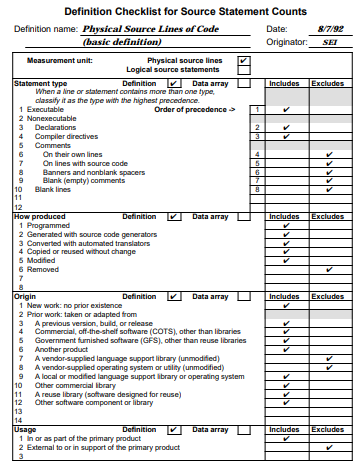 Definition Checklist for Source Statement Counts
Definition name: Physical Source Lines of Code Date: 8/7/92
(basic definition) Originator: SEI
Measurement unit: Physical source lines ✔
Logical source statements
Statement type Definition ✔ Data array Includes Excludes
When a line or statement contains more than one type,
classify it as the type with the highest precedence.
1 Executable Order of precedence -> 1 ✔
2 Nonexecutable
3 Declarations 2 ✔
4 Compiler directives 3 ✔
5 Comments
6 On their own lines 4 ✔
7 On lines with source code 5 ✔
8 Banners and nonblank spacers 6 ✔
9 Blank (empty) comments 7 ✔
10 Blank lines 8 ✔
11
12
How produced Definition ✔ Data array Includes Excludes
1 Programmed ✔
2 Generated with source code generators ✔
3 Converted with automated translators ✔
4 Copied or reused without change ✔
5 Modified ✔
6 Removed ✔
7
8
Origin Definition ✔ Data array Includes Excludes
1 New work: no prior existence ✔
2 Prior work: taken or adapted from
3 A previous version, build, or release ✔
4 Commercial, off-the-shelf software (COTS), other than libraries ✔
5 Government furnished software (GFS), other than reuse libraries ✔
6 Another product ✔
7 A vendor-supplied language support library (unmodified) ✔
8 A vendor-supplied operating system or utility (unmodified) ✔
9 A local or modified language support library or operating system ✔
10 Other commercial library ✔
11 A reuse library (software designed for reuse) ✔
12 Other software component or library ✔
13
14
Usage Definition ✔ Data array Includes Excludes
1 In or as part of the primary product ✔
2 External to or in support of the primary product ✔
3